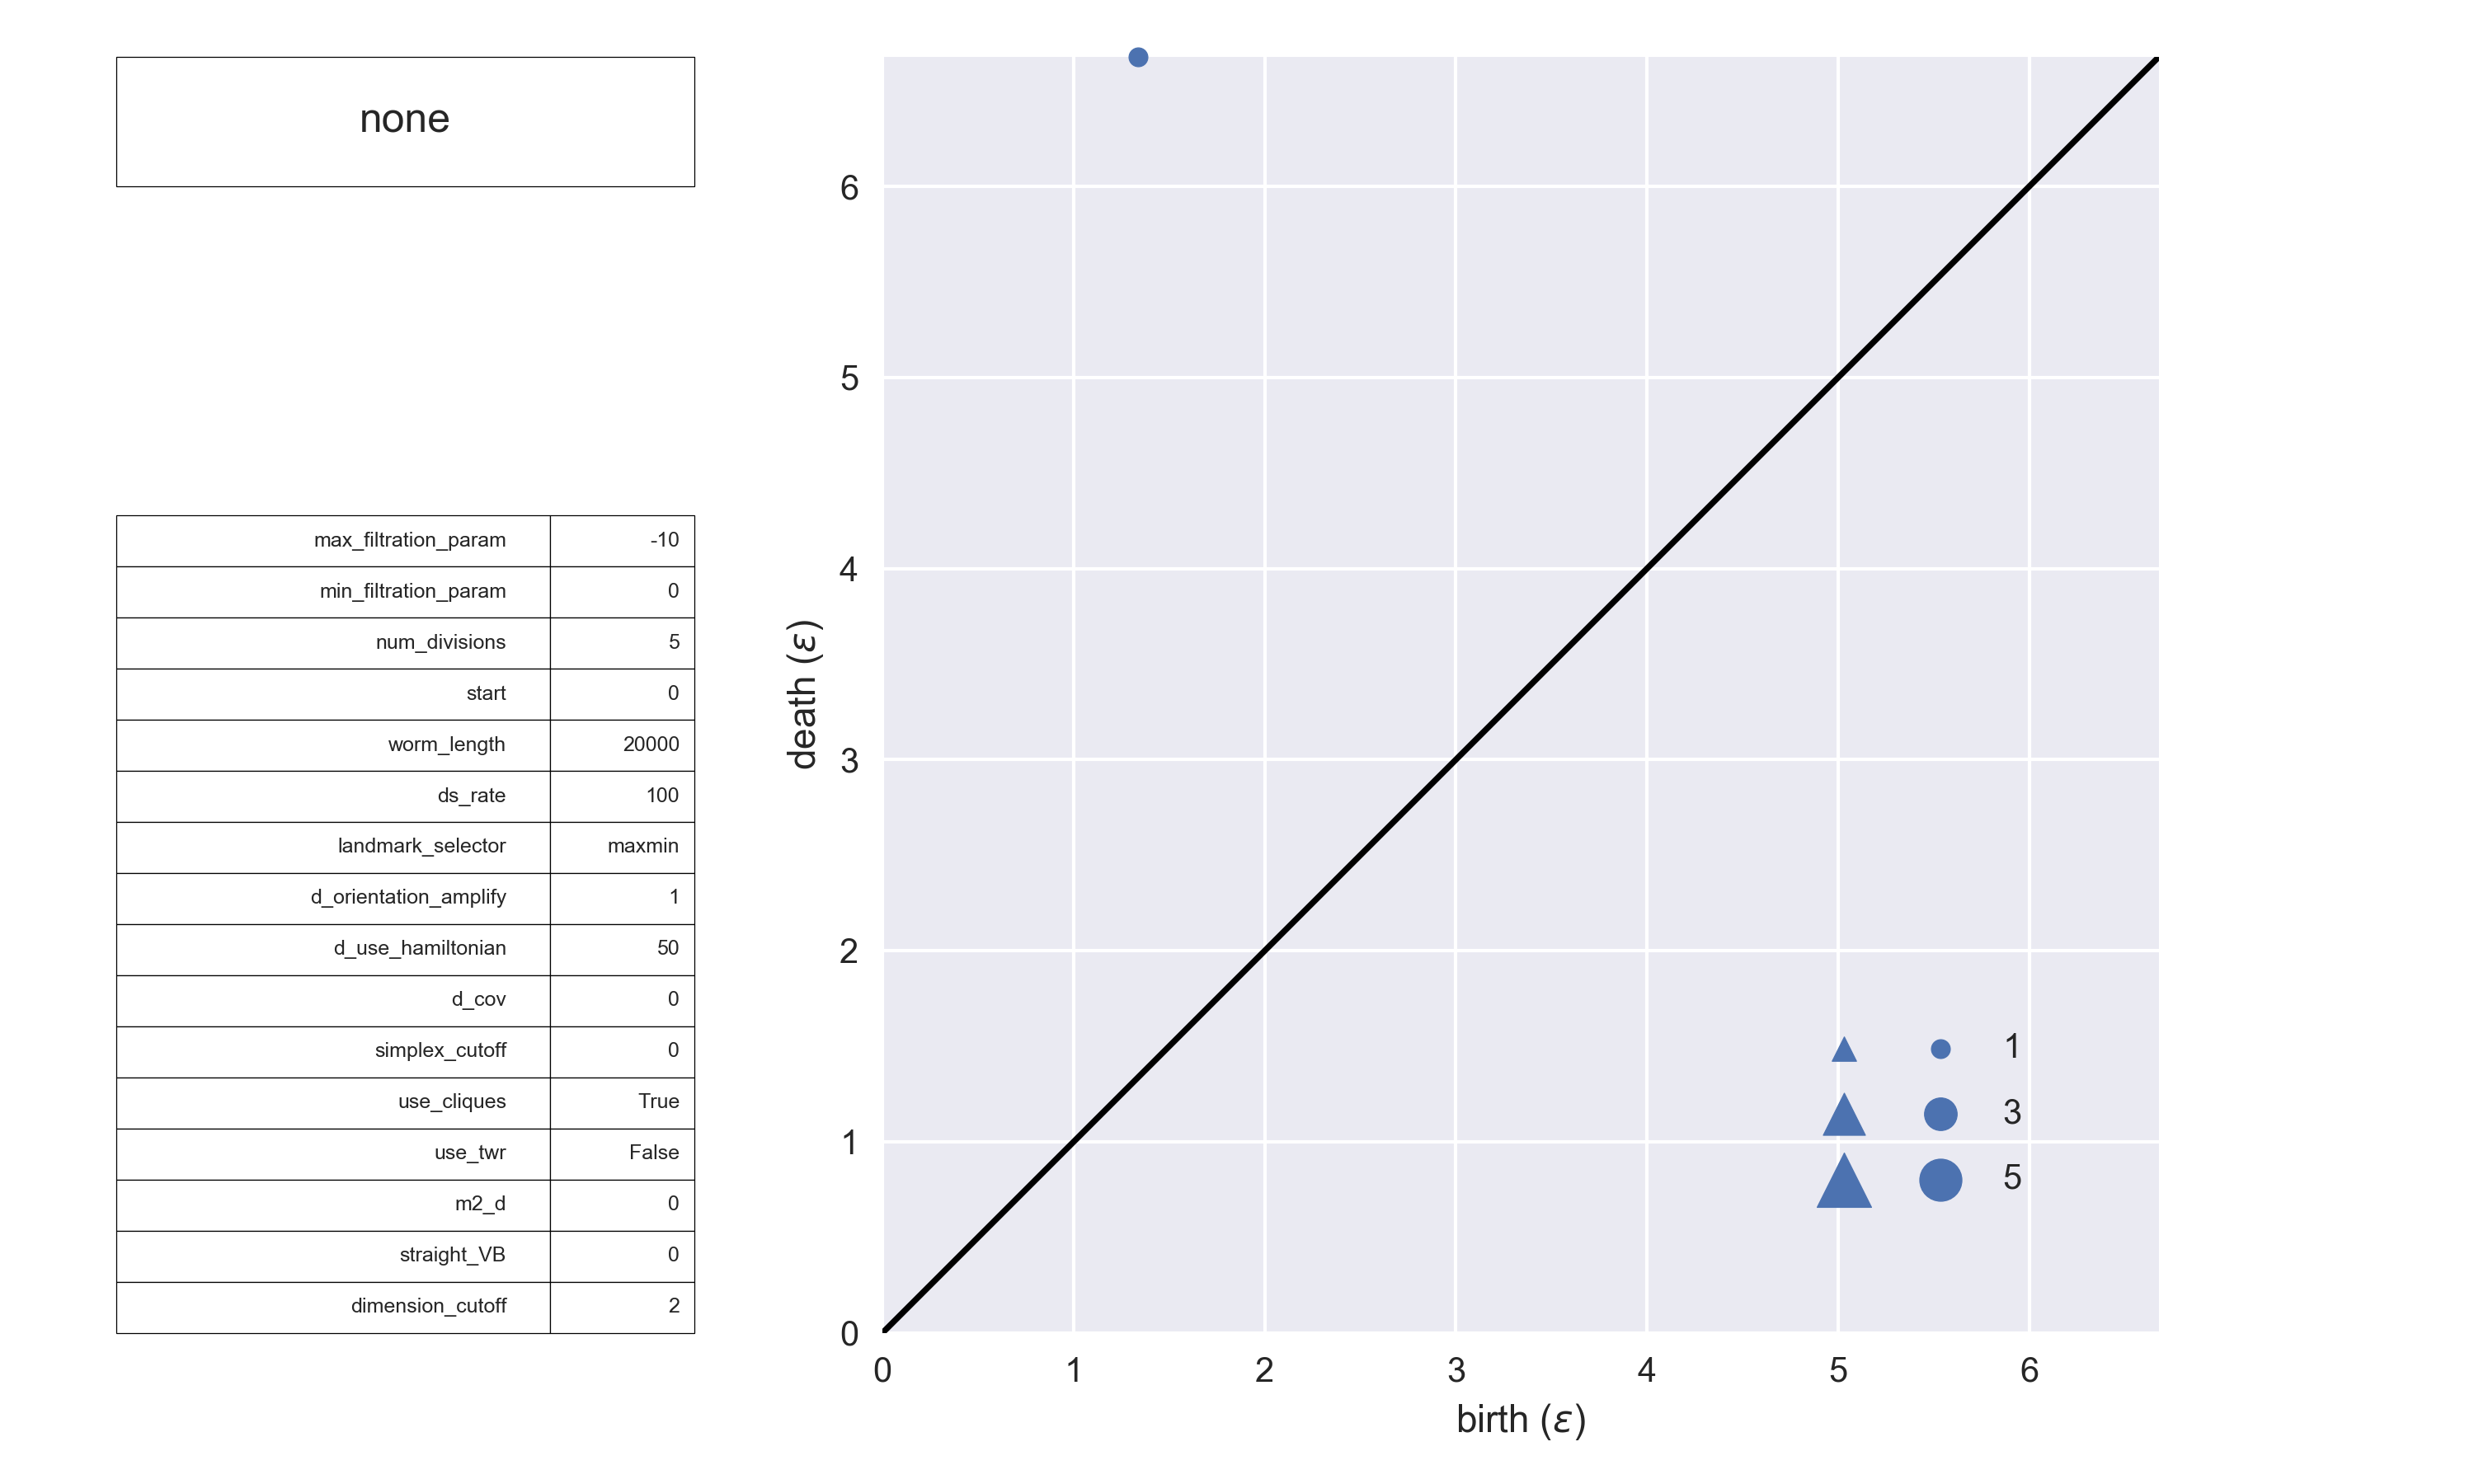 none
max_filtration_param -10
min_filtration_param 0
num_divisions 5
start 0
worm_length 20000
ds_rate 100
landmark_selector maxmin
d_orientation_amplify 1
d_use_hamiltonian 50
d_cov 0
simplex_cutoff 0
use_cliques True
use_twr False
m2_d 0
straight_VB 0
dimension_cutoff 2
death (ε)
6
5
4
3
2
1
0
1
3
5
0 1 2 3 4 5 6
birth (ε)